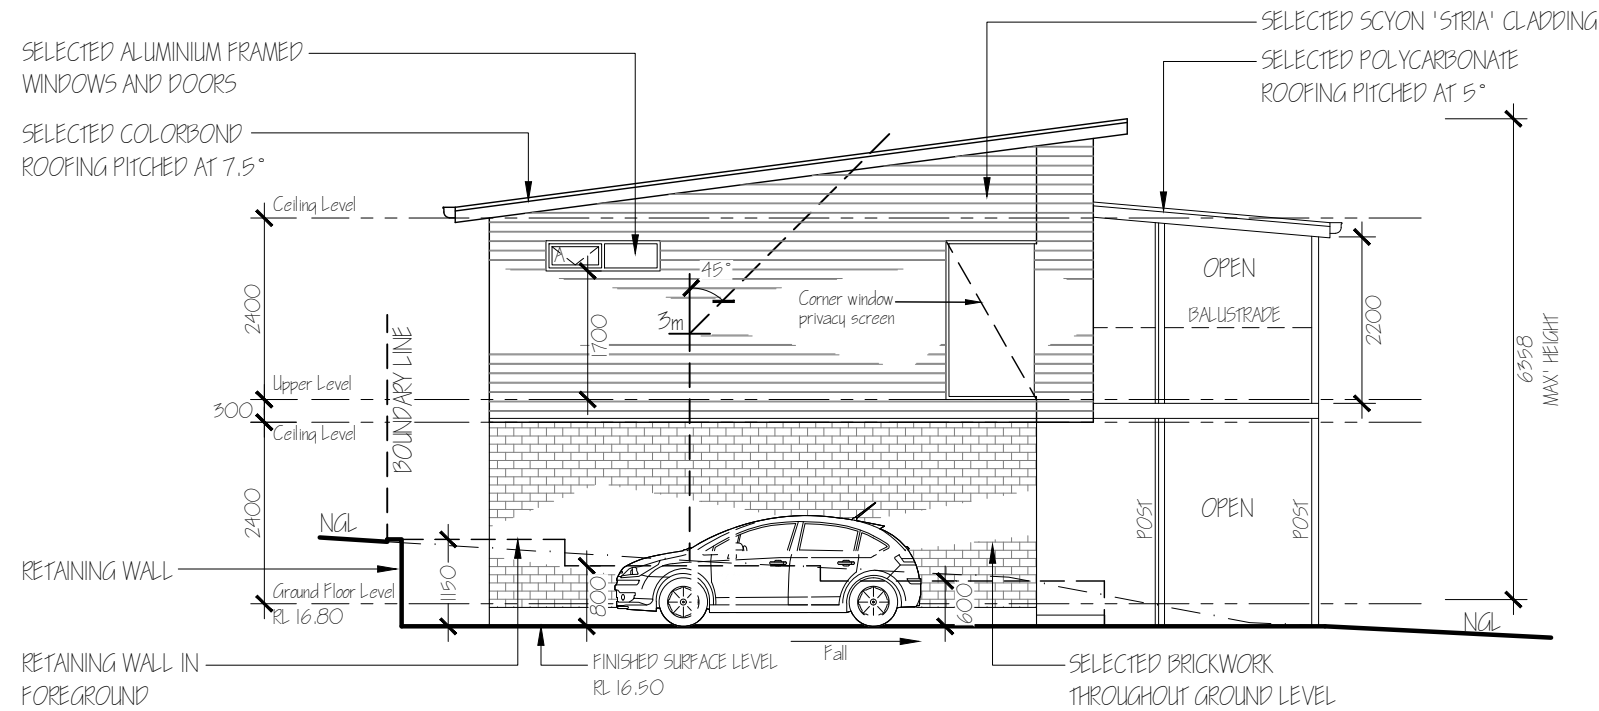 SELECTED SCYON 'STRIA' CLADDING
SELECTED ALUMINIUM FRAMED
WINDOWS AND DOORS
SELECTED POLYCARBONATE
ROOFING PITCHED AT 5°
SELECTED COLORBOND
ROOFING PITCHED AT 7.5°
Ceiling Level
A
45°
OPEN
2400
3m
1700
Corner window
privacy screen
BALUSTRADE
2200
6358
MAX' HEIGHT
BOUNDARY LINE
Upper Level
300
Ceiling Level
2400
NGL
POST
OPEN
POST
RETAINING WALL
Ground Floor Level
RL 16.80
1150
800
600
NGL
RETAINING WALL IN
FOREGROUND
FINISHED SURFACE LEVEL
RL 16.50
Fall
SELECTED BRICKWORK
THROUGHOUT GROUND LEVEL